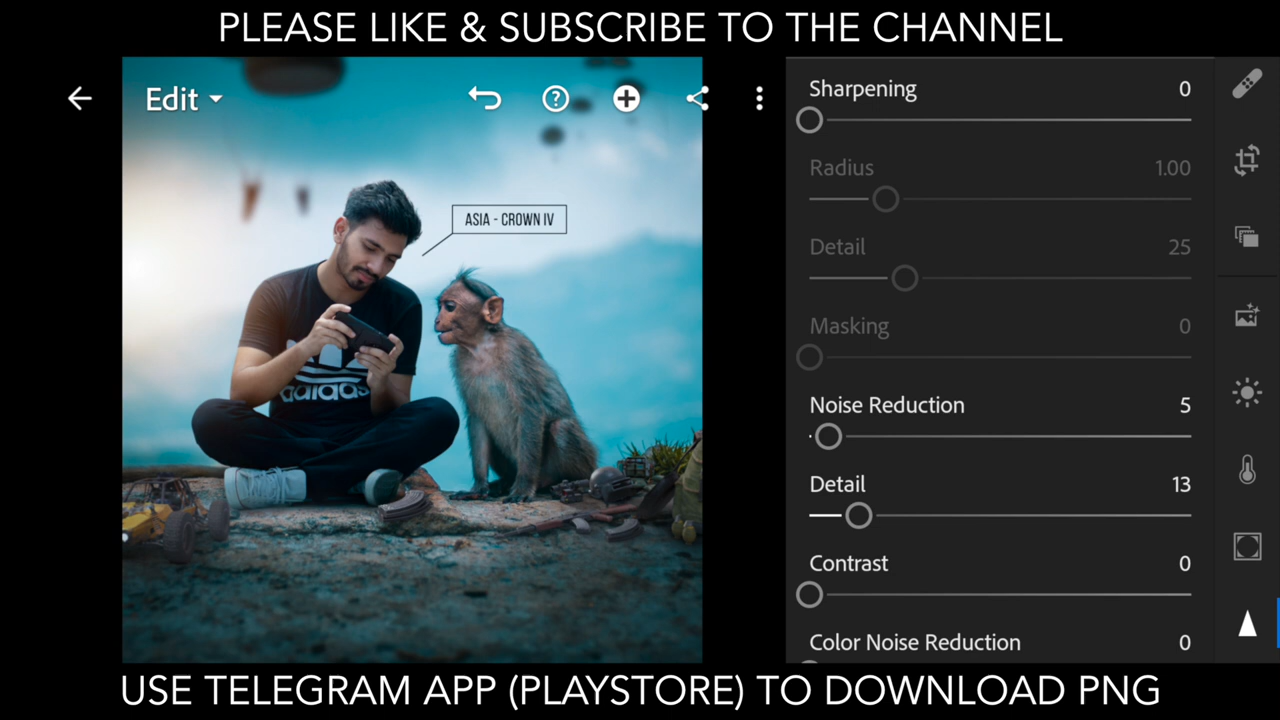 PLEASE LIKE & SUBSCRIBE TO THE CHANNEL
Edit
ASIA - CROWN IV
adidas
Sharpening 0
Radius 1.00
Detail 25
Masking 0
Noise Reduction 5
Detail 13
Contrast 0
Color Noise Reduction 0
USE TELEGRAM APP (PLAYSTORE) TO DOWNLOAD PNG